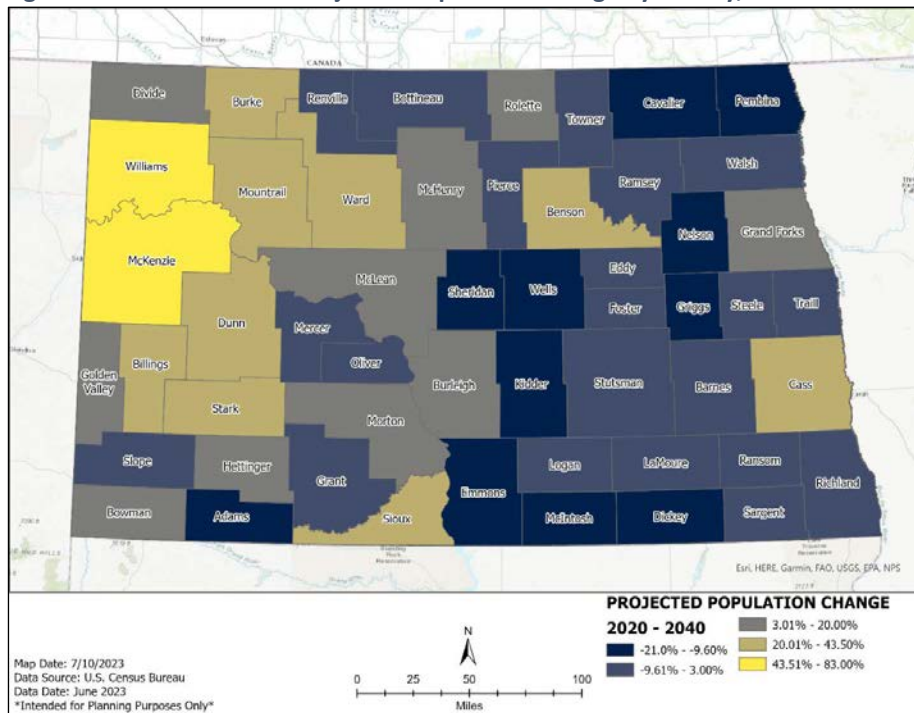 CANADA
Divide
Burke
Renville
Bottineau
Rolette
Towner
Cavalier
Pembina
Williams
Mountrail
Ward
McHenry
Pierce
Benson
Ramsey
Walsh
Nelson
Grand Forks
McKenzie
McLean
Sheridan
Wells
Eddy
Foster
Griggs
Steele
Traill
Dunn
Mercer
Oliver
Golden
Valley
Billings
Stark
Burleigh
Kidder
Stutsman
Barnes
Cass
Morton
Slope
Hettinger
Grant
Emmons
Logan
LaMoure
Ransom
Richland
Bowman
Adams
Sioux
McIntosh
Dickey
Sargent
Esri, HERE, Garmin, FAO, USGS, EPA, NPS
PROJECTED POPULATION CHANGE
2020 - 2040
-21.0% - -9.60%
-9.61% - 3.00%
3.01% - 20.00%
20.01% - 43.50%
43.51% - 83.00%
N
0 25 50 100
Miles
Map Date: 7/10/2023
Data Source: U.S. Census Bureau
Data Date: June 2023
*Intended for Planning Purposes Only*